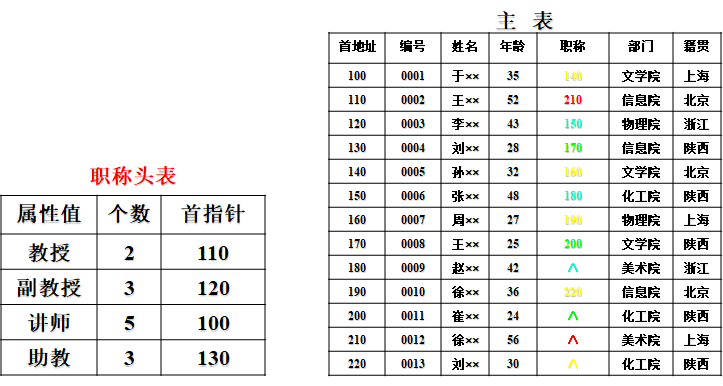 主 表
首地址 编号 姓名 年龄 职称 部门 籍贯
100 0001 于×× 35 140 文学院 上海
110 0002 王×× 52 210 信息院 北京
120 0003 李×× 43 150 物理院 浙江
130 0004 刘×× 28 170 信息院 陕西
140 0005 孙×× 32 160 文学院 北京
150 0006 张×× 48 180 化工院 陕西
160 0007 周×× 27 190 物理院 上海
170 0008 王×× 25 200 文学院 陕西
180 0009 赵×× 42 ∧ 美术院 浙江
190 0010 徐×× 36 220 信息院 北京
200 0011 崔×× 24 ∧ 化工院 陕西
210 0012 徐×× 56 ∧ 美术院 上海
220 0013 刘×× 30 ∧ 化工院 陕西
职称头表
属性值 个数 首指针
教授 2 110
副教授 3 120
讲师 5 100
助教 3 130